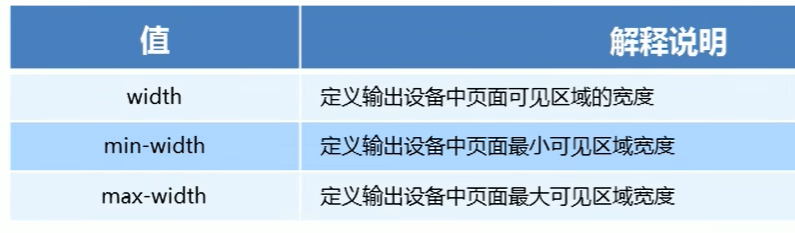 值 解释说明
width 定义输出设备中页面可见区域的宽度
min-width 定义输出设备中页面最小可见区域宽度
max-width 定义输出设备中页面最大可见区域宽度